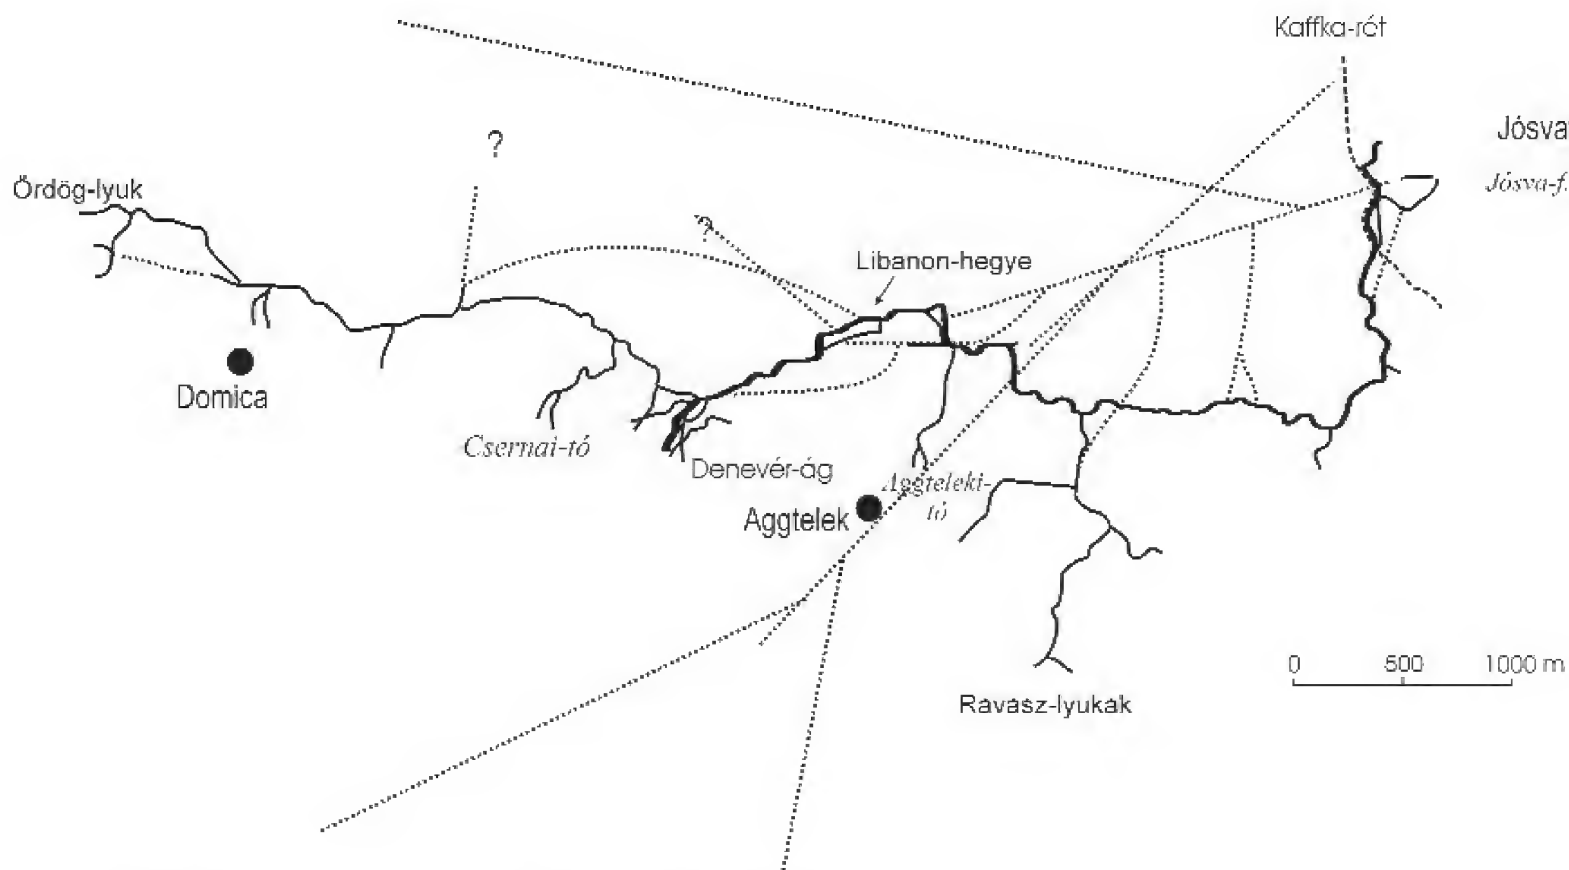 Kaffka-rét
?
Jósva
Ördög-lyuk
Jósva-f.
?
Libanon-hegye
Domica
Csernai-tó
Denevér-ág
Aggteleki-
tó
Aggtelek
0 500 1000 m
Ravasz-lyukak